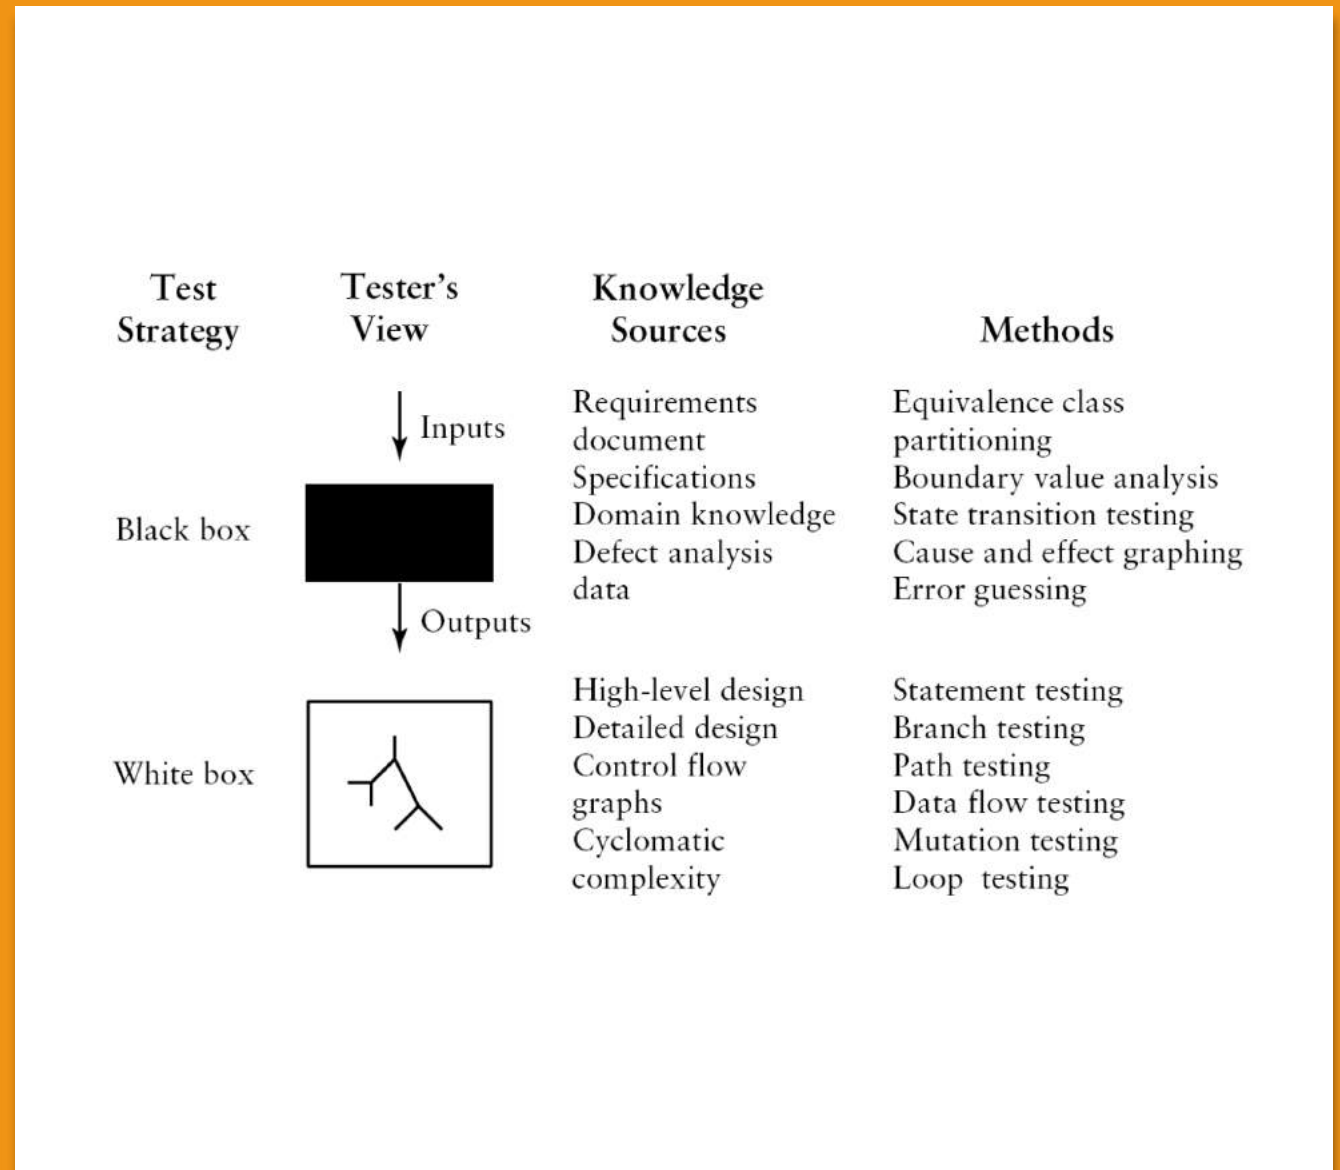 Test
Strategy
Tester's
View
Knowledge
Sources
Methods
Black box
Inputs
Outputs
Requirements
document
Specifications
Domain knowledge
Defect analysis
data
Equivalence class
partitioning
Boundary value analysis
State transition testing
Cause and effect graphing
Error guessing
White box
High-level design
Detailed design
Control flow
graphs
Cyclomatic
complexity
Statement testing
Branch testing
Path testing
Data flow testing
Mutation testing
Loop testing